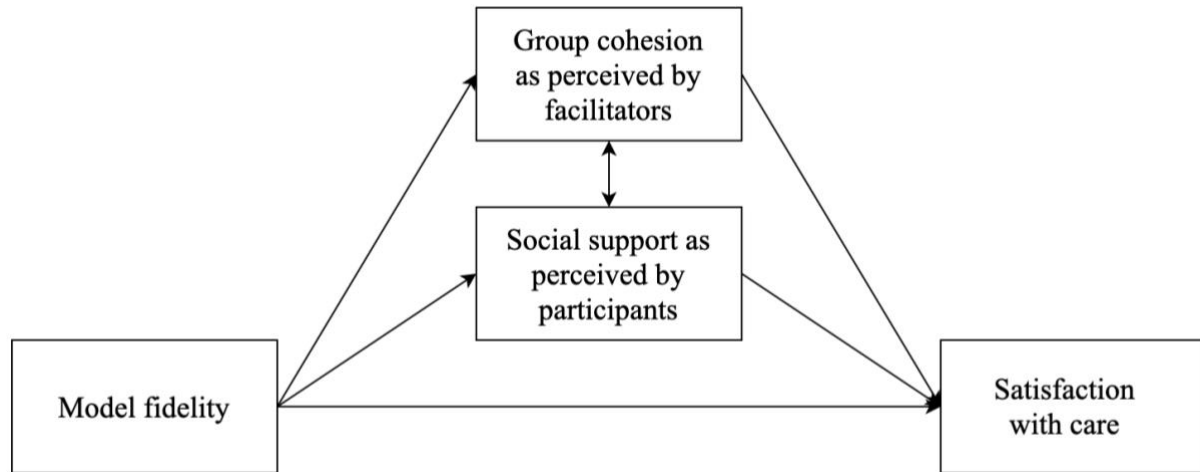 Group cohesion
as perceived by
facilitators
Social support as
perceived by
participants
Model fidelity
Satisfaction
with care